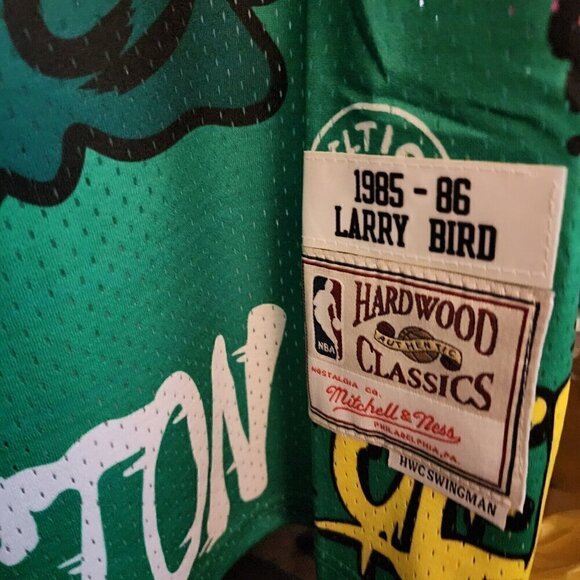 1985 - 86
LARRY BIRD
NBA
HARDWOOD
AUTHENTIC
CLASSICS
NOSTALGIA CO.
Mitchell & Ness
PHILADELPHIA, PA.
HWC SWINGMAN
TON